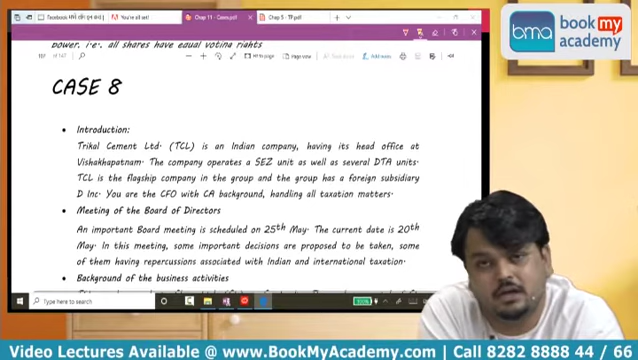 Chap 11 - Cases.pdf
Chap 5 - TP.pdf
book my
bma academy
power, i.e., all shares have equal voting rights
CASE 8
• Introduction:
Trikal Cement Ltd. (TCL) is an Indian company, having its head office at
Vishakhapatnam. The company operates a SEZ unit as well as several DTA units.
TCL is the flagship company in the group and the group has a foreign subsidiary
D Inc. You are the CFO with CA background, handling all taxation matters.
• Meeting of the Board of Directors
An important Board meeting is scheduled on 25th May. The current date is 20th
May. In this meeting, some important decisions are proposed to be taken, some
of them having repercussions associated with Indian and international taxation.
• Background of the business activities
Type here to search
100%
Video Lectures Available @ www.BookMyAcademy.com | Call 8282 8888 44 / 66